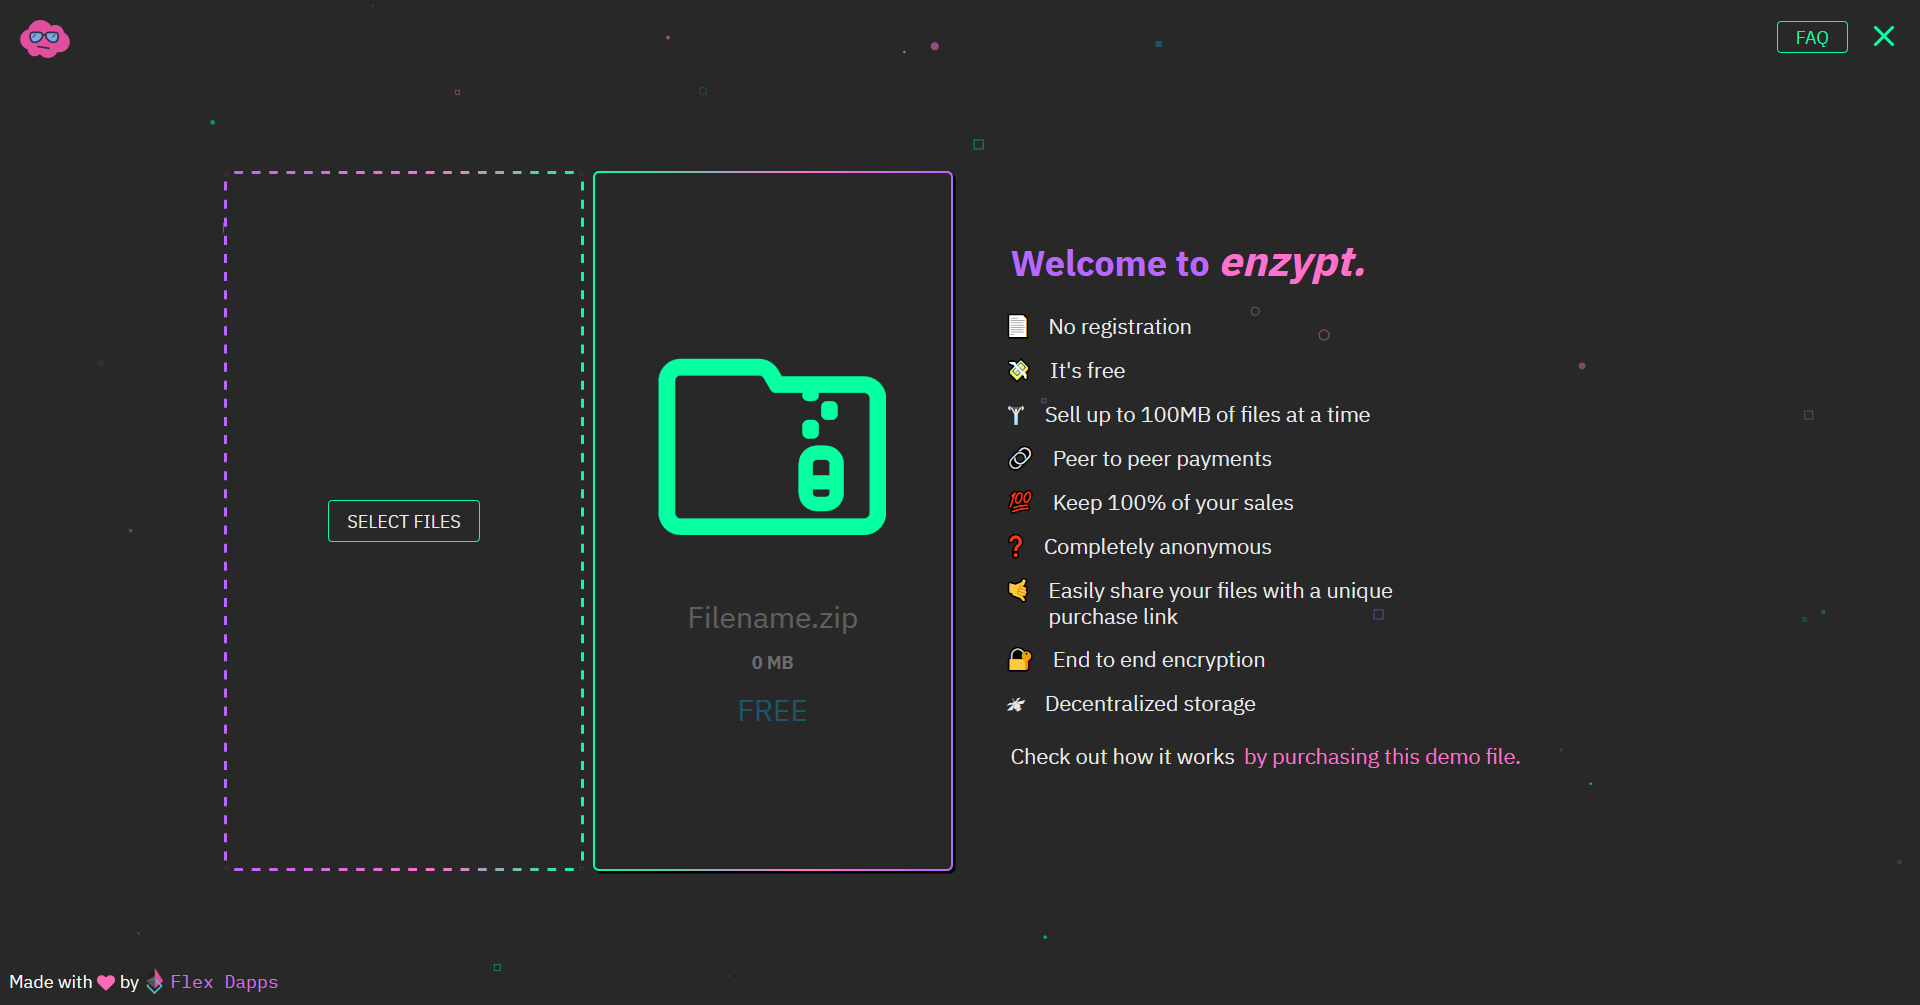 FAQ
SELECT FILES
Filename.zip
0 MB
FREE
Welcome to enzypt.
No registration
It's free
Sell up to 100MB of files at a time
Peer to peer payments
100 Keep 100% of your sales
Completely anonymous
Easily share your files with a unique
purchase link
End to end encryption
Decentralized storage
Check out how it works by purchasing this demo file.
Made with by Flex Dapps